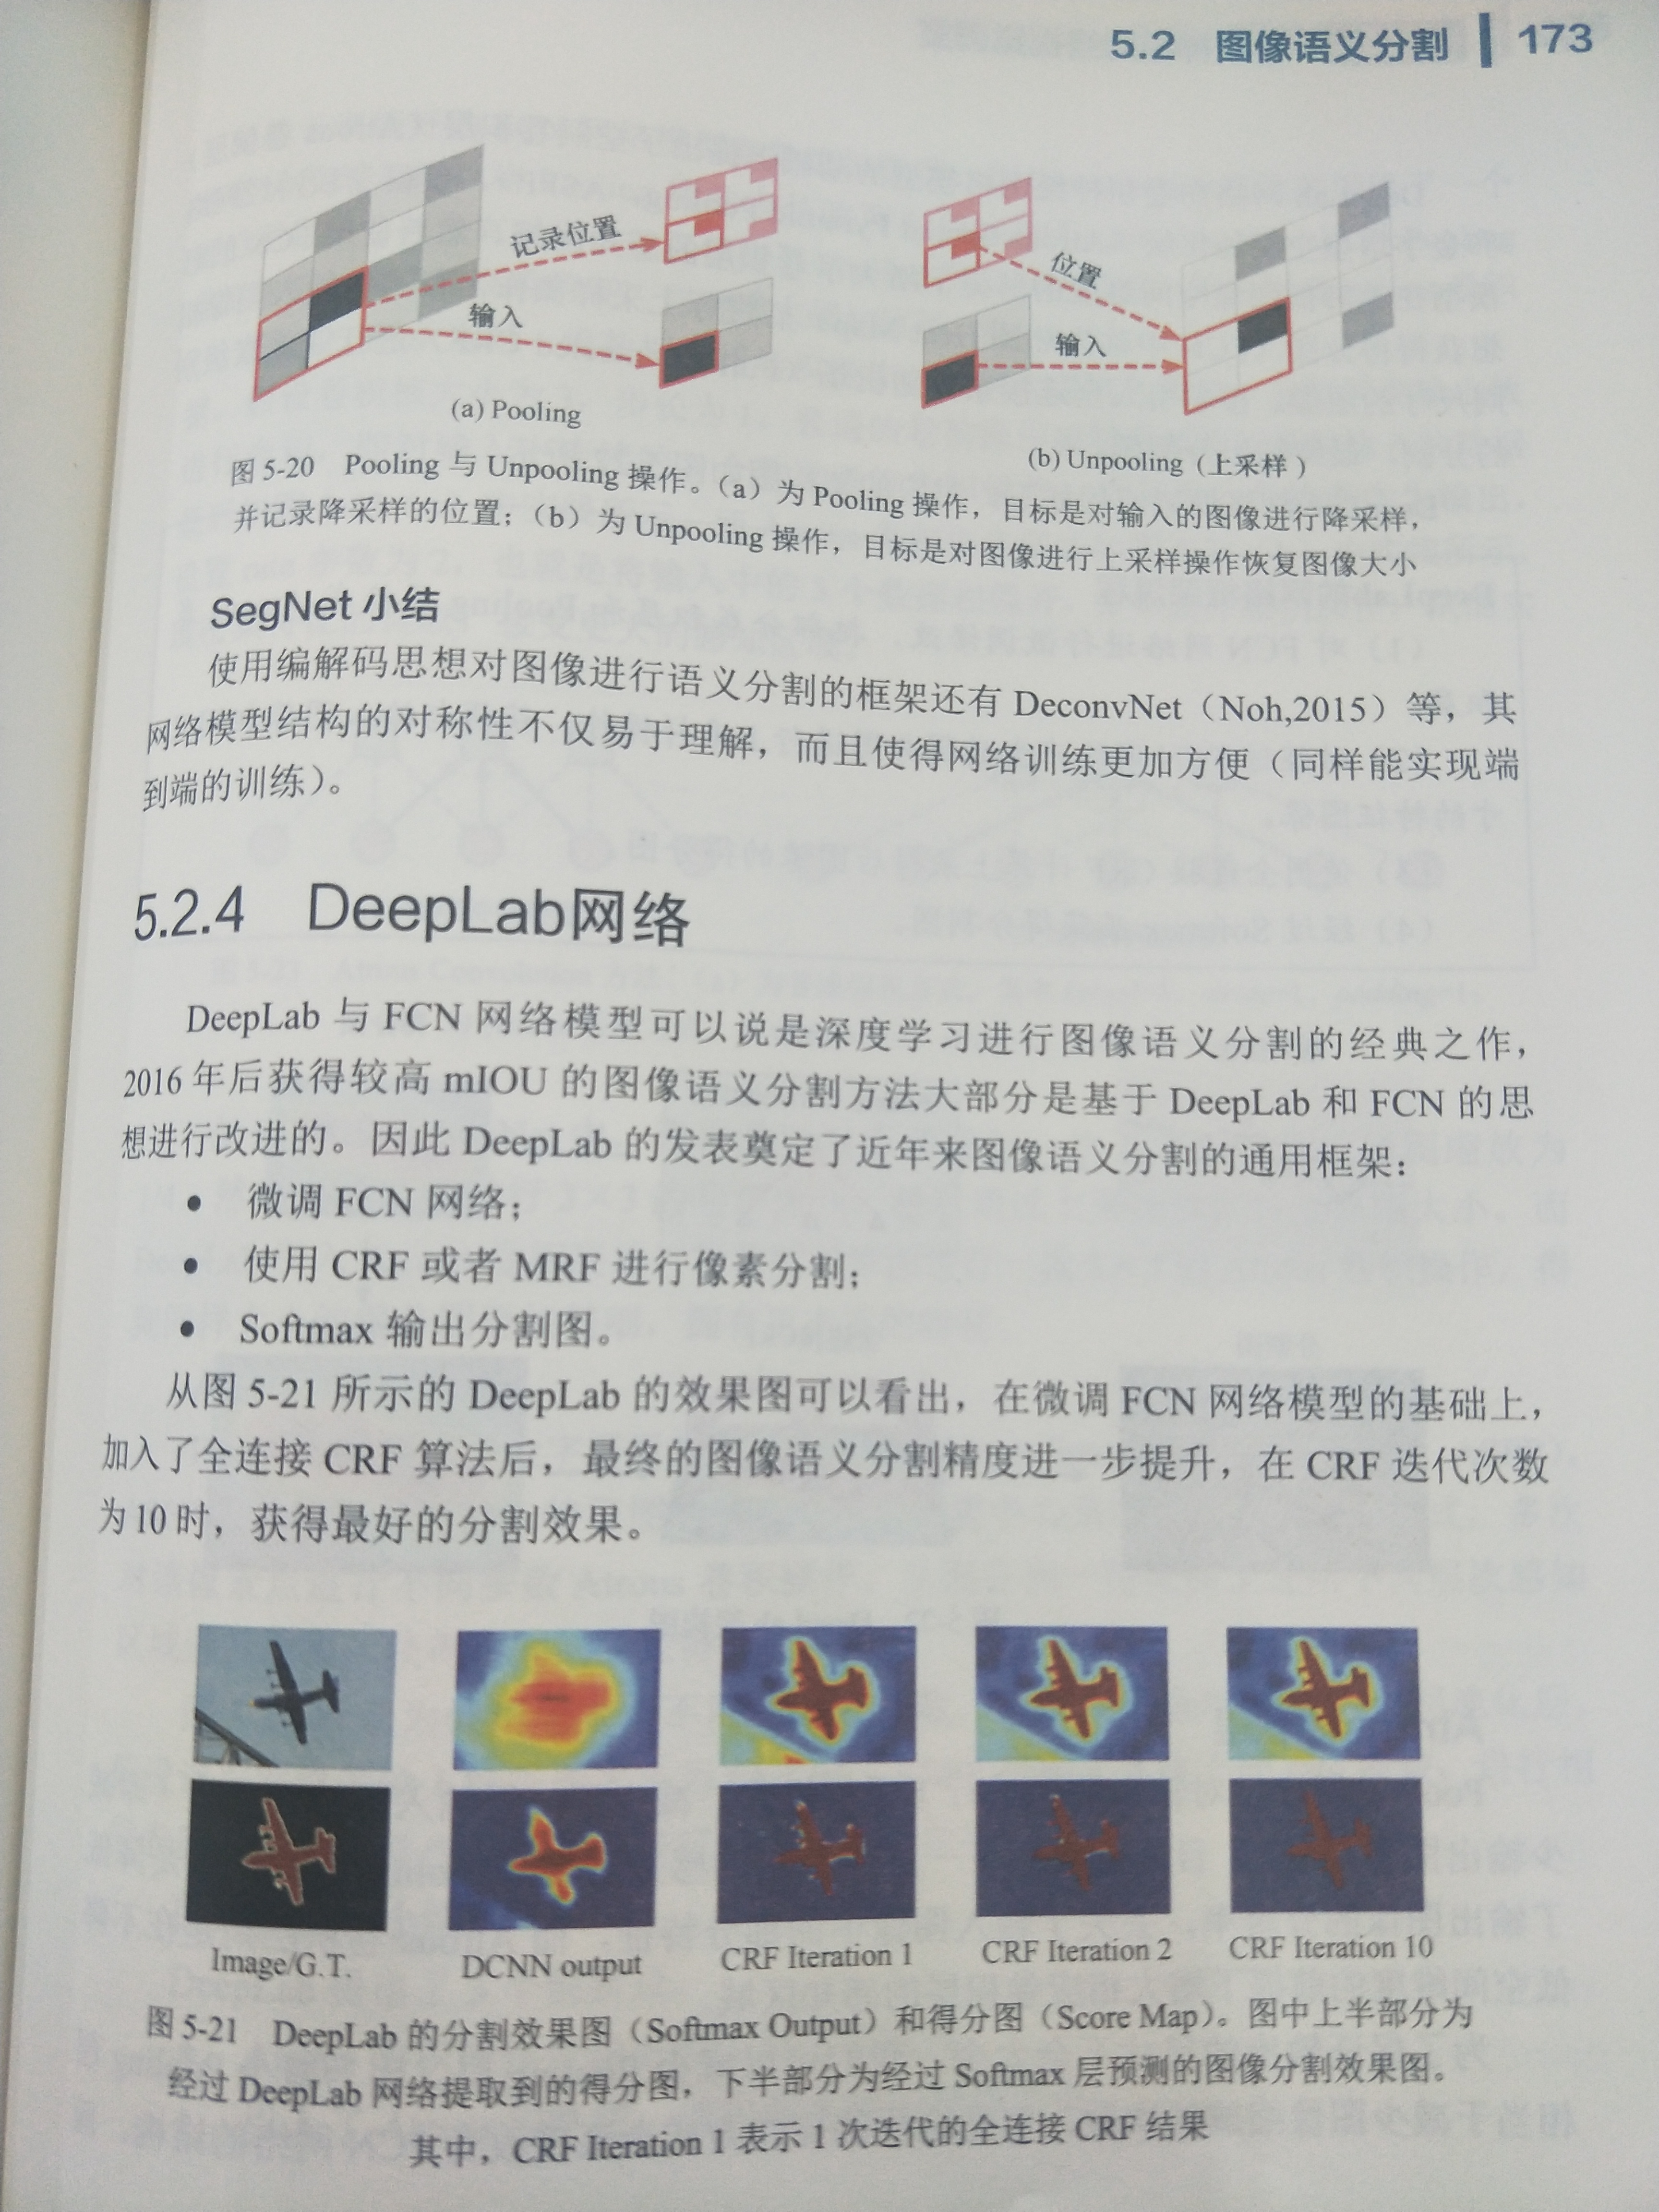 5.2 图像语义分割 173
记录位置
输入
(a) Pooling
位置
输入
(b) Unpooling (上采样)
图 5-20 Pooling 与 Unpooling 操作。(a) 为 Pooling 操作，目标是对输入的图像进行降采样，
并记录降采样的位置；(b) 为 Unpooling 操作，目标是对图像进行上采样操作恢复图像大小
SegNet 小结
使用编解码思想对图像进行语义分割的框架还有 DeconvNet（Noh,2015）等，其
网络模型结构的对称性不仅易于理解，而且使得网络训练更加方便（同样能实现端
到端的训练）。
5.2.4 DeepLab网络
DeepLab 与 FCN 网络模型可以说是深度学习进行图像语义分割的经典之作，
2016 年后获得较高 mIOU 的图像语义分割方法大部分是基于 DeepLab 和 FCN 的思
想进行改进的。因此 DeepLab 的发表奠定了近年来图像语义分割的通用框架：
• 微调 FCN 网络；
• 使用 CRF 或者 MRF 进行像素分割；
• Softmax 输出分割图。
从图 5-21 所示的 DeepLab 的效果图可以看出，在微调 FCN 网络模型的基础上，
加入了全连接 CRF 算法后，最终的图像语义分割精度进一步提升，在 CRF 迭代次数
为 10 时，获得最好的分割效果。
Image/G.T.
DCNN output
CRF Iteration 1
CRF Iteration 2
CRF Iteration 10
图 5-21 DeepLab 的分割效果图（Softmax Output）和得分图（Score Map）。图中上半部分为
经过 DeepLab 网络提取到的得分图，下半部分为经过 Softmax 层预测的图像分割效果图。
其中，CRF Iteration 1 表示 1 次迭代的全连接 CRF 结果